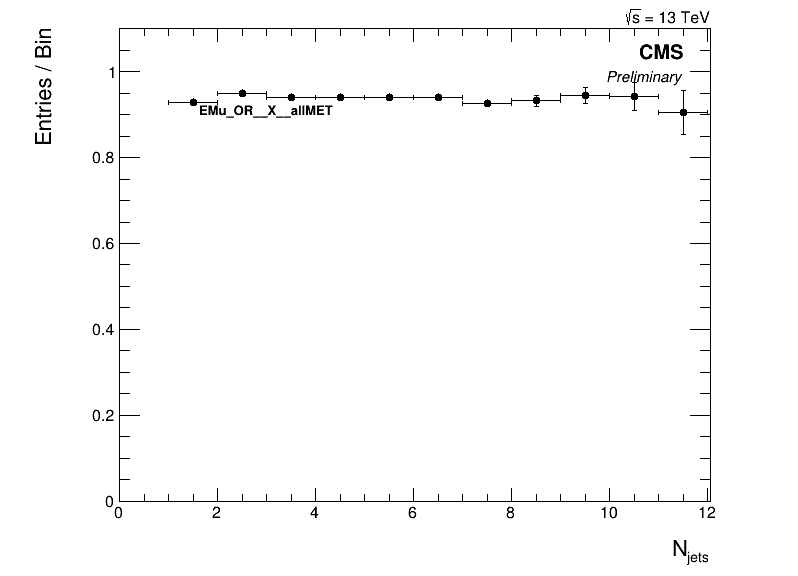 √s = 13 TeV
CMS
Preliminary
Entries / Bin
EMu_OR__X__allMET
1
0.8
0.6
0.4
0.2
0
0 2 4 6 8 10 12
N_jets